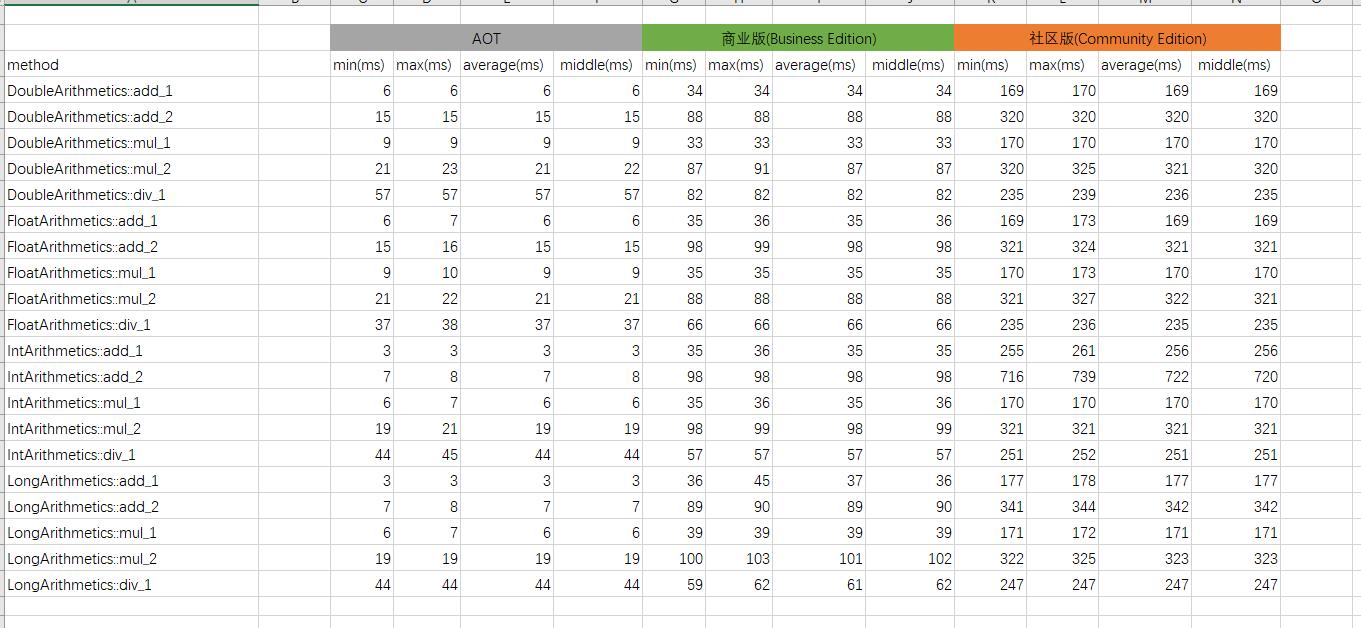 AOT 商业版(Business Edition) 社区版(Community Edition)
method min(ms) max(ms) average(ms) middle(ms) min(ms) max(ms) average(ms) middle(ms) min(ms) max(ms) average(ms) middle(ms)
DoubleArithmetics::add_1 6 6 6 6 34 34 34 34 169 170 169 169
DoubleArithmetics::add_2 15 15 15 15 88 88 88 88 320 320 320 320
DoubleArithmetics::mul_1 9 9 9 9 33 33 33 33 170 170 170 170
DoubleArithmetics::mul_2 21 23 21 22 87 91 87 87 320 325 321 320
DoubleArithmetics::div_1 57 57 57 57 82 82 82 82 235 239 236 235
FloatArithmetics::add_1 6 7 6 6 35 36 35 36 169 173 169 169
FloatArithmetics::add_2 15 16 15 15 98 99 98 98 321 324 321 321
FloatArithmetics::mul_1 9 10 9 9 35 35 35 35 170 173 170 170
FloatArithmetics::mul_2 21 22 21 21 88 88 88 88 321 327 322 321
FloatArithmetics::div_1 37 38 37 37 66 66 66 66 235 236 235 235
IntArithmetics::add_1 3 3 3 3 35 36 35 35 255 261 256 256
IntArithmetics::add_2 7 8 7 8 98 98 98 98 716 739 722 720
IntArithmetics::mul_1 6 7 6 6 35 36 35 36 170 170 170 170
IntArithmetics::mul_2 19 21 19 19 98 99 98 99 321 321 321 321
IntArithmetics::div_1 44 45 44 44 57 57 57 57 251 252 251 251
LongArithmetics::add_1 3 3 3 3 36 45 37 36 177 178 177 177
LongArithmetics::add_2 7 8 7 7 89 90 89 90 341 344 342 342
LongArithmetics::mul_1 6 7 6 6 39 39 39 39 171 172 171 171
LongArithmetics::mul_2 19 19 19 19 100 103 101 102 322 325 323 323
LongArithmetics::div_1 44 44 44 44 59 62 61 62 247 247 247 247